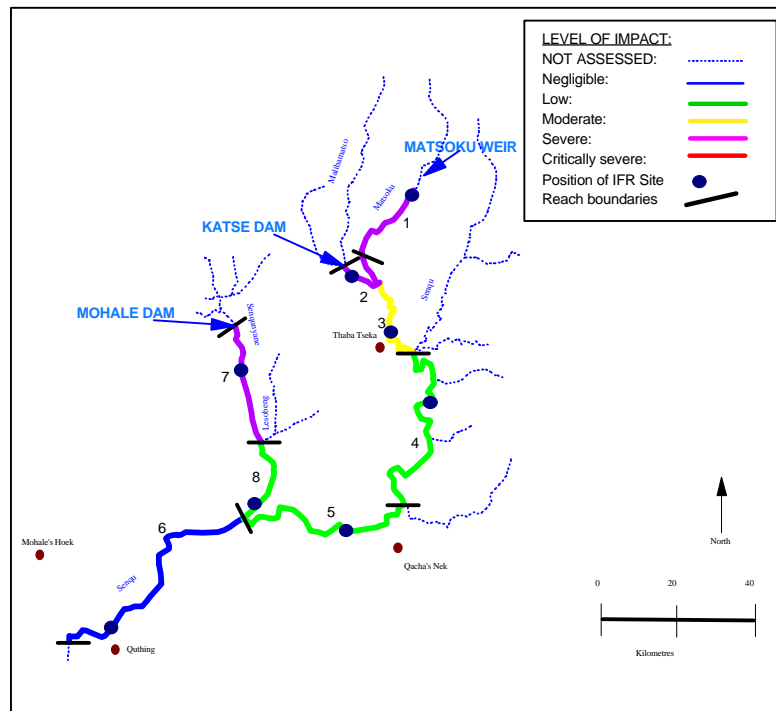 LEVEL OF IMPACT:
NOT ASSESSED:
Negligible:
Low:
Moderate:
Severe:
Critically severe:
Position of IFR Site
Reach boundaries
MATSOKU WEIR
Malibamatso
Matsoku
1
KATSE DAM
2
Senqu
MOHALE DAM
Senqunyane
3
Thaba Tseka
7
Lesobeng
4
8
5
6
Mohale's Hoek
Qacha's Nek
North
Senqu
Quthing
0 20 40
Kilometres